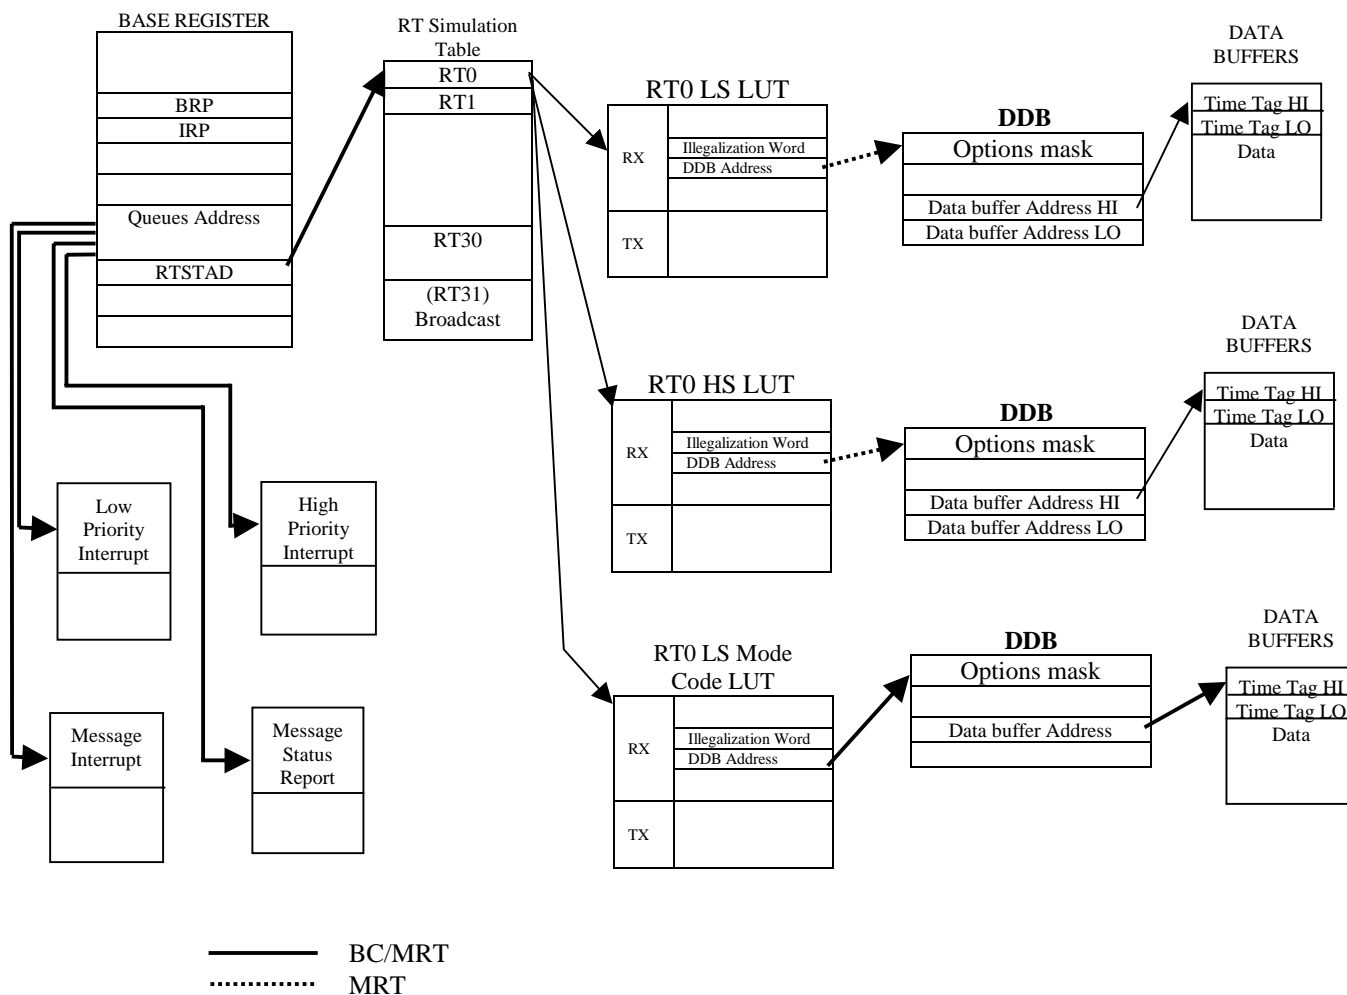 BASE REGISTER
BRP
IRP
Queues Address
RTSTAD
RT Simulation
Table
RT0
RT1
RT30
(RT31)
Broadcast
RT0 LS LUT
RX
Illegalization Word
DDB Address
TX
DDB
Options mask
Data buffer Address HI
Data buffer Address LO
DATA
BUFFERS
Time Tag HI
Time Tag LO
Data
RT0 HS LUT
RX
Illegalization Word
DDB Address
TX
DDB
Options mask
Data buffer Address HI
Data buffer Address LO
DATA
BUFFERS
Time Tag HI
Time Tag LO
Data
RT0 LS Mode
Code LUT
RX
Illegalization Word
DDB Address
TX
DDB
Options mask
Data buffer Address
DATA
BUFFERS
Time Tag HI
Time Tag LO
Data
Low
Priority
Interrupt
High
Priority
Interrupt
Message
Interrupt
Message
Status
Report
BC/MRT
MRT